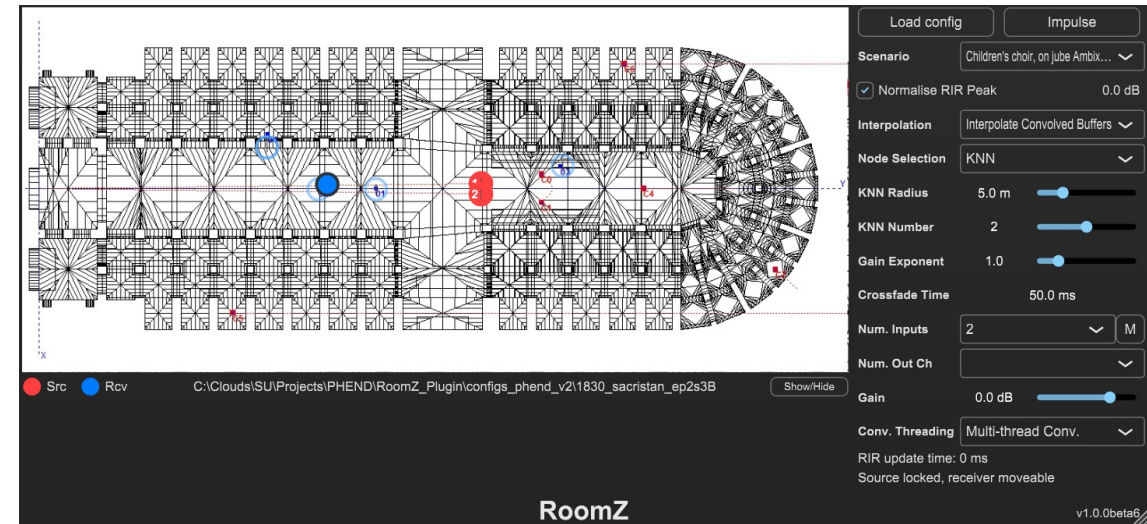 Load config Impulse
Scenario Children's choir, on jube Ambix...
Normalise RIR Peak 0.0 dB
Interpolation Interpolate Convolved Buffers
Node Selection KNN
KNN Radius 5.0 m
KNN Number 2
Gain Exponent 1.0
Crossfade Time 50.0 ms
Num. Inputs 2 M
Num. Out Ch
Gain 0.0 dB
Conv. Threading Multi-thread Conv.
RIR update time: 0 ms
Source locked, receiver moveable
v1.0.0beta6
Y
X
2
C4
Src Rcv C:\Clouds\SU\Projects\PHEND\RoomZ_Plugin\configs_phend_v2\1830_sacristan_ep2s3B Show/Hide
RoomZ